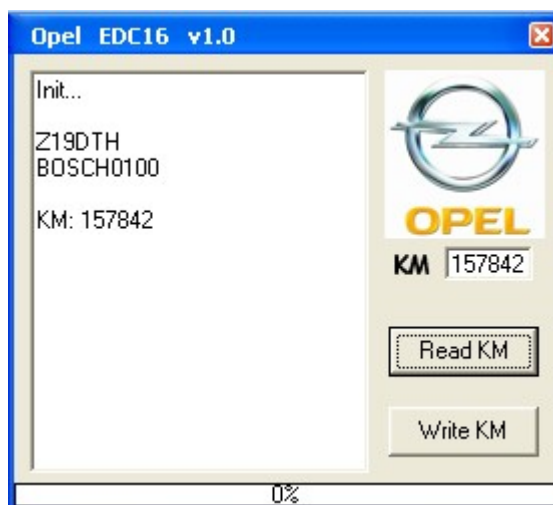 Opel EDC16 v1.0
Init...
Z19DTH
BOSCH0100
KM: 157842
OPEL
KM 157842
Read KM
Write KM
0%